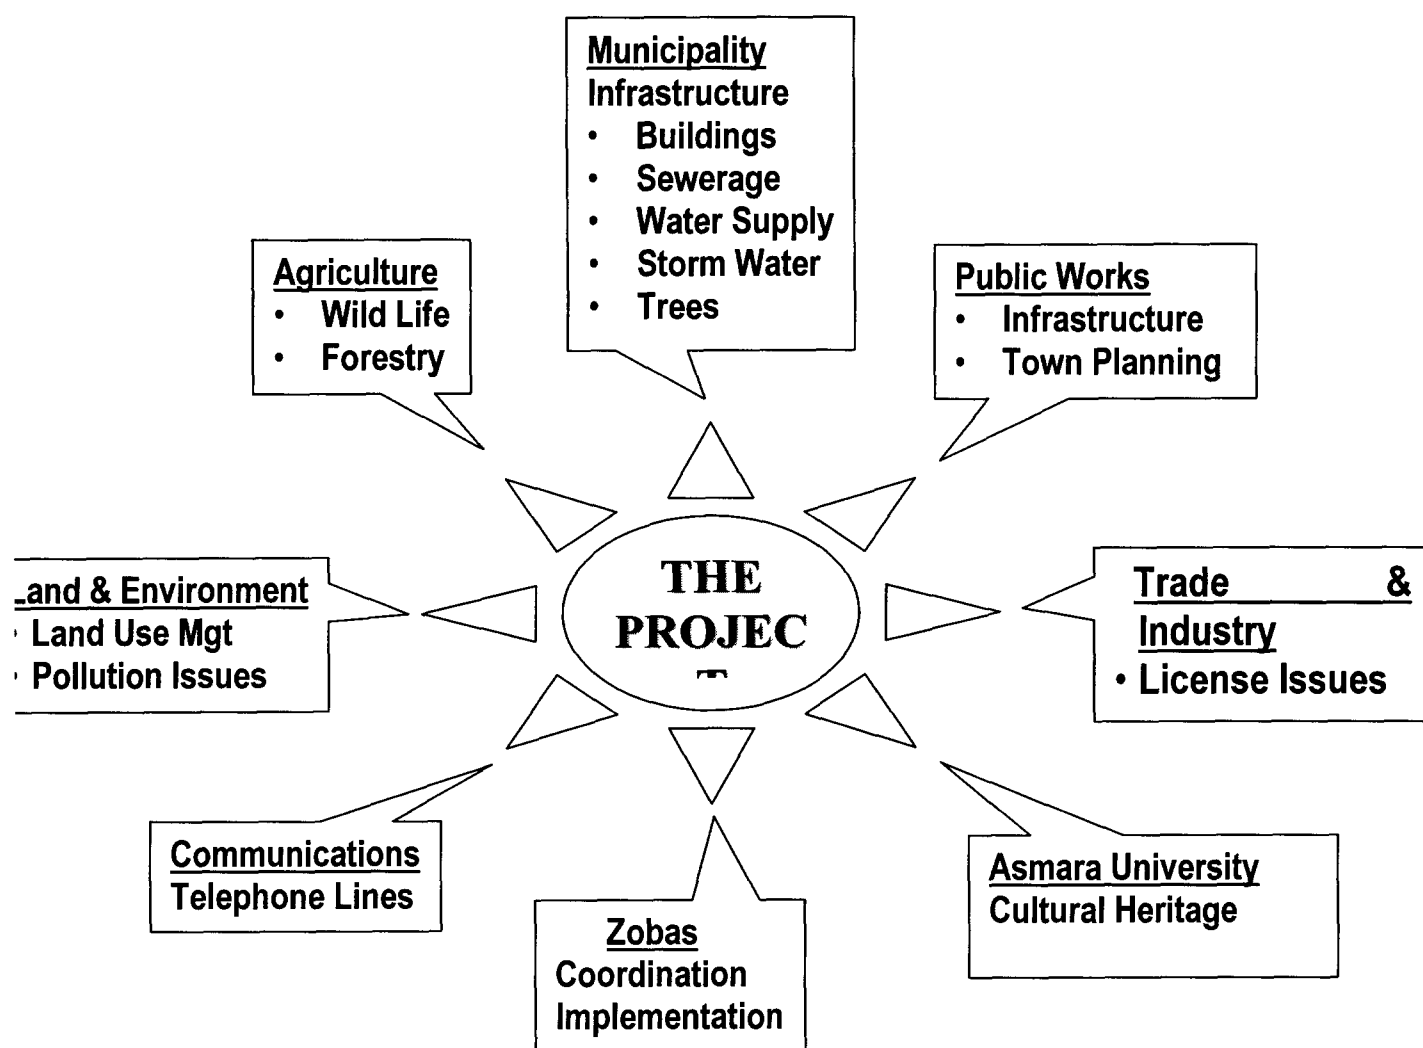 Municipality
Infrastructure
• Buildings
• Sewerage
• Water Supply
• Storm Water
• Trees
Agriculture
• Wild Life
• Forestry
Public Works
• Infrastructure
• Town Planning
THE
PROJEC
T
Land & Environment
• Land Use Mgt
• Pollution Issues
Trade &
Industry
• License Issues
Communications
Telephone Lines
Zobas
Coordination
Implementation
Asmara University
Cultural Heritage